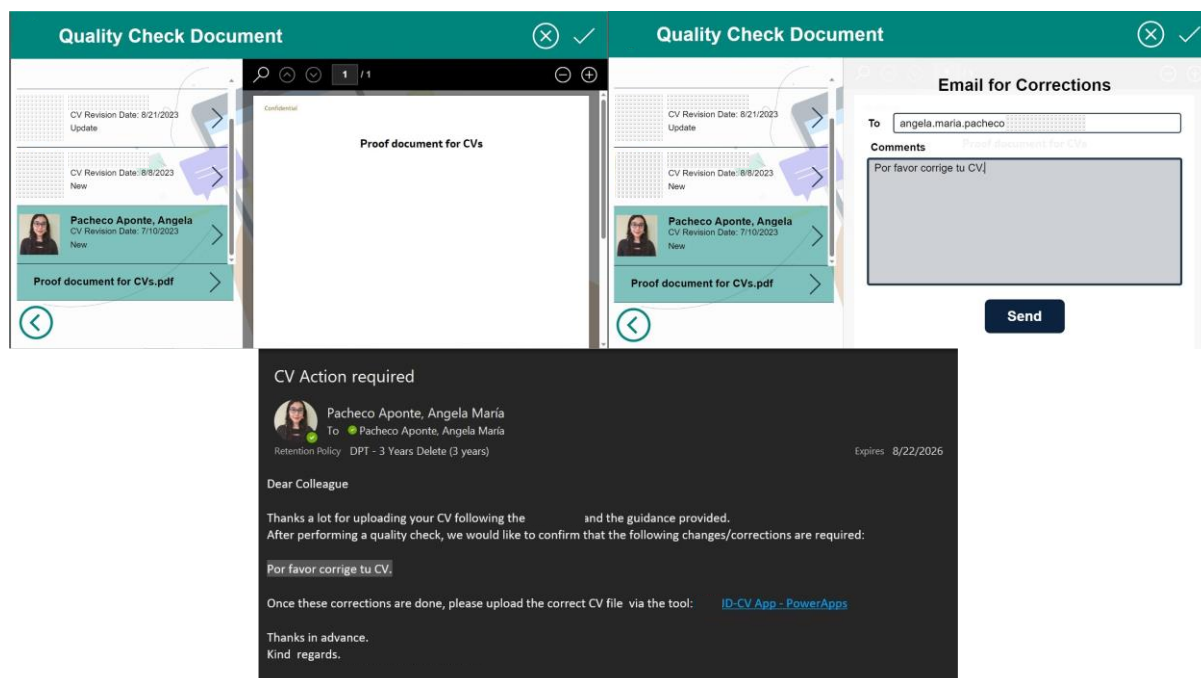 Quality Check Document
CV Revision Date: 8/21/2023
Update
CV Revision Date: 8/8/2023
New
Pacheco Aponte, Angela
CV Revision Date: 7/10/2023
New
Proof document for CVs.pdf
1 / 1
Confidential
Proof document for CVs
Quality Check Document
CV Revision Date: 8/21/2023
Update
CV Revision Date: 8/8/2023
New
Pacheco Aponte, Angela
CV Revision Date: 7/10/2023
New
Proof document for CVs.pdf
Email for Corrections
To angela.maria.pacheco
Proof document for CVs
Comments
Por favor corrige tu CV.
Send
CV Action required
Pacheco Aponte, Angela María
To Pacheco Aponte, Angela María
Retention Policy DPT - 3 Years Delete (3 years) Expires 8/22/2026
Dear Colleague
Thanks a lot for uploading your CV following the and the guidance provided.
After performing a quality check, we would like to confirm that the following changes/corrections are required:
Por favor corrige tu CV.
Once these corrections are done, please upload the correct CV file via the tool: ID-CV App - PowerApps
Thanks in advance.
Kind regards.